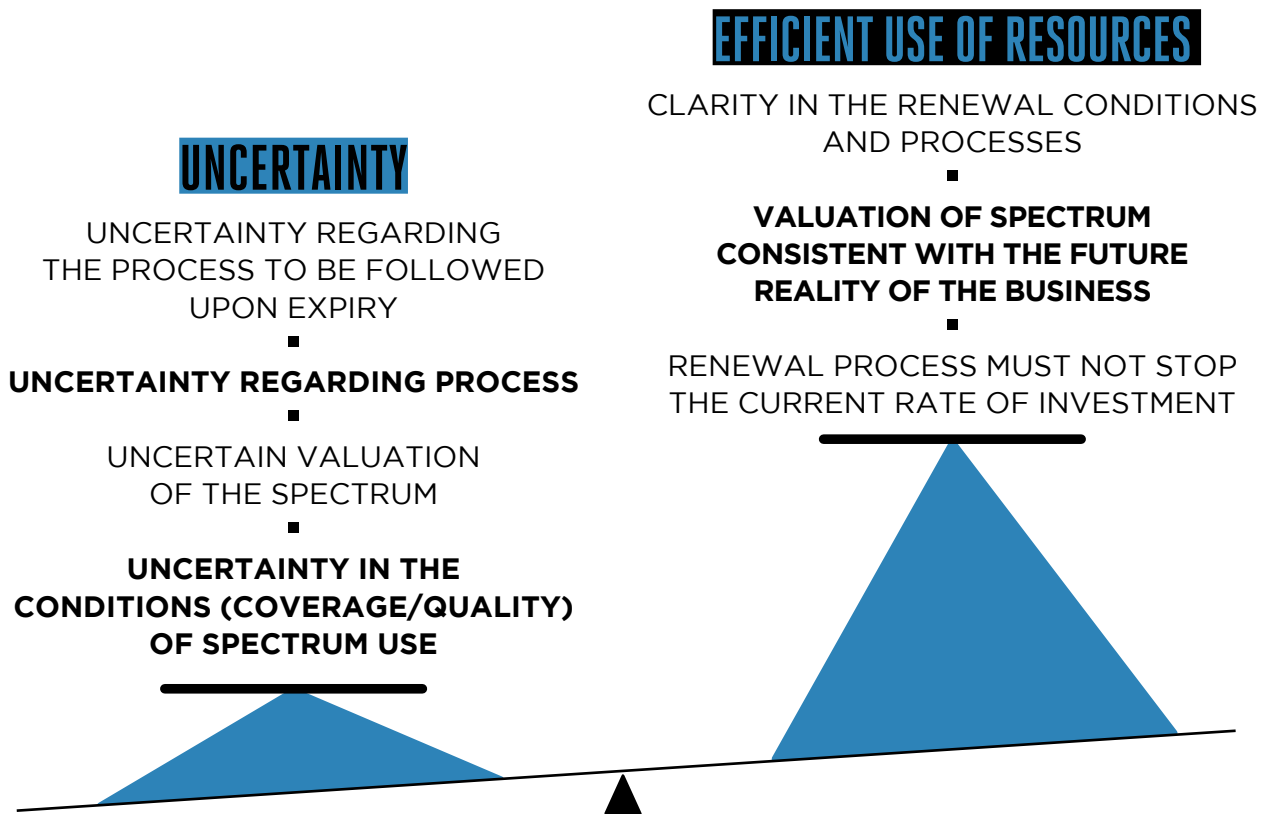 UNCERTAINTY
UNCERTAINTY REGARDING
THE PROCESS TO BE FOLLOWED
UPON EXPIRY
UNCERTAINTY REGARDING PROCESS
UNCERTAIN VALUATION
OF THE SPECTRUM
UNCERTAINTY IN THE
CONDITIONS (COVERAGE/QUALITY)
OF SPECTRUM USE
EFFICIENT USE OF RESOURCES
CLARITY IN THE RENEWAL CONDITIONS
AND PROCESSES
VALUATION OF SPECTRUM
CONSISTENT WITH THE FUTURE
REALITY OF THE BUSINESS
RENEWAL PROCESS MUST NOT STOP
THE CURRENT RATE OF INVESTMENT